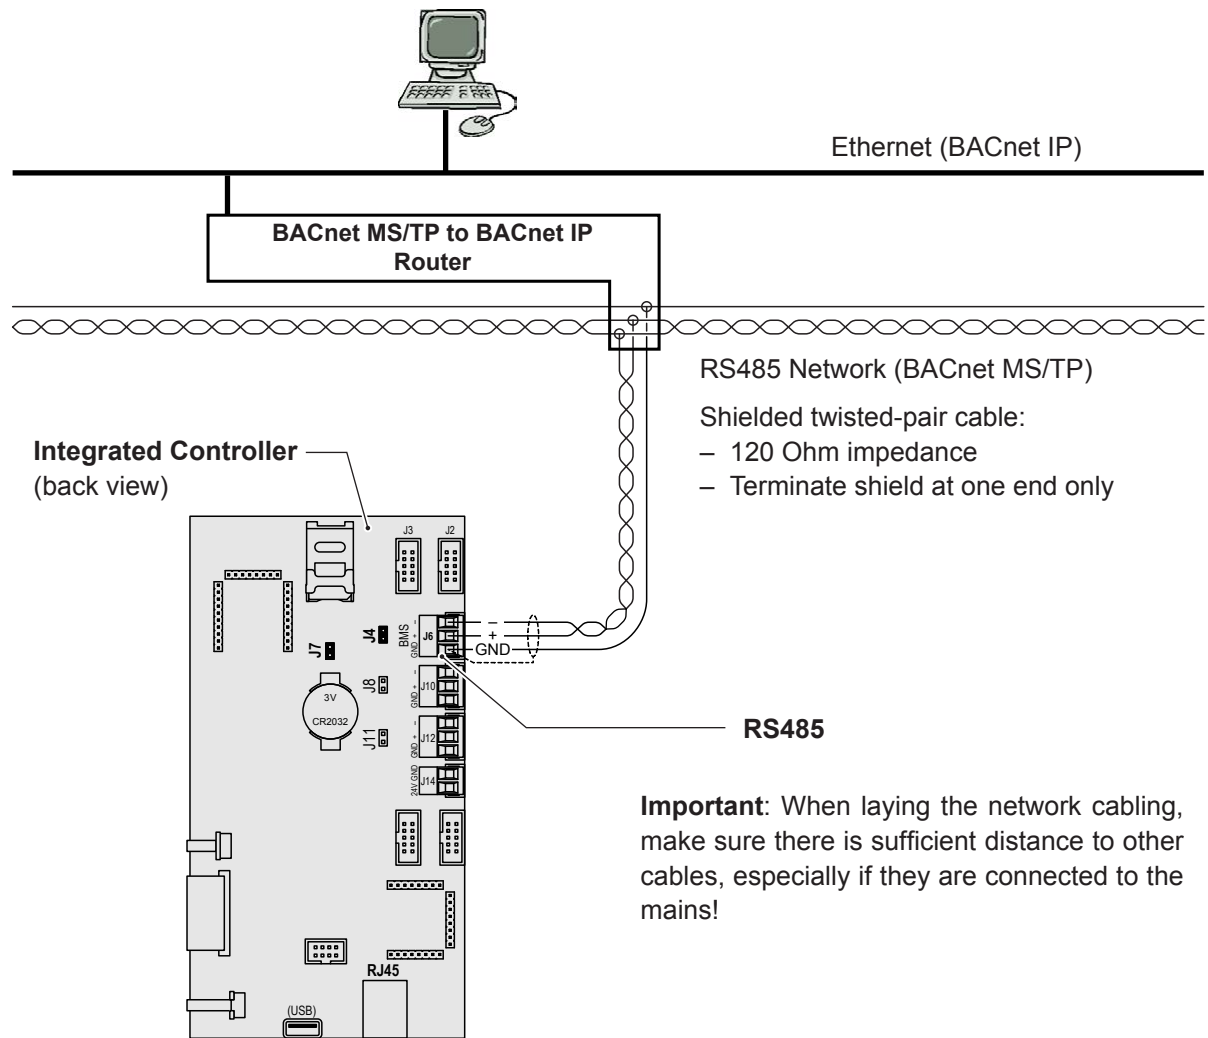 Ethernet (BACnet IP)
BACnet MS/TP to BACnet IP
Router
RS485 Network (BACnet MS/TP)
Shielded twisted-pair cable:
– 120 Ohm impedance
– Terminate shield at one end only
Integrated Controller
(back view)
J3
J2
J4
BMS
GND + -
J6
–
+
GND
J7
J8
GND + -
J10
3V
CR2032
J11
GND + -
J12
24V GND
J14
RS485
Important: When laying the network cabling,
make sure there is sufficient distance to other
cables, especially if they are connected to the
mains!
RJ45
(USB)